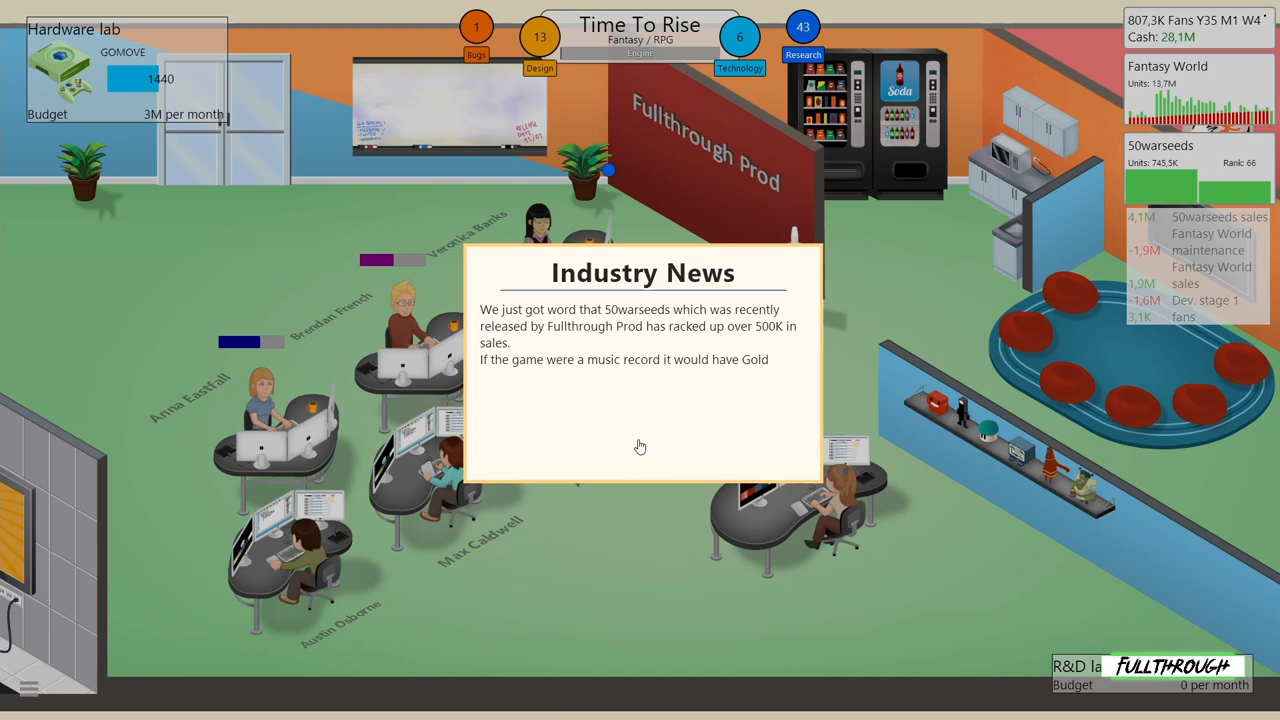 Hardware lab
GOMOVE
1440
Budget 3M per month
1
Bugs
13
Design
Time To Rise
Fantasy / RPG
Engine
6
Technology
43
Research
807,3K Fans Y35 M1 W4
Cash: 28,1M
Fantasy World
Units: 13,7M
50warseeds
Units: 745,5K Rank: 66
4,1M 50warseeds sales
Fantasy World
-1,9M maintenance
Fantasy World
1,9M sales
-1,6M Dev. stage 1
3,1K fans
RELEASE
DATE
Fullthrough Prod
Soda
Veronica Banks
Brendan French
Anna Eastfall
Max Caldwell
Austin Osborne
Industry News
We just got word that 50warseeds which was recently
released by Fullthrough Prod has racked up over 500K in
sales.
If the game were a music record it would have Gold
R&D la
FULLTHROUGH
Budget 0 per month